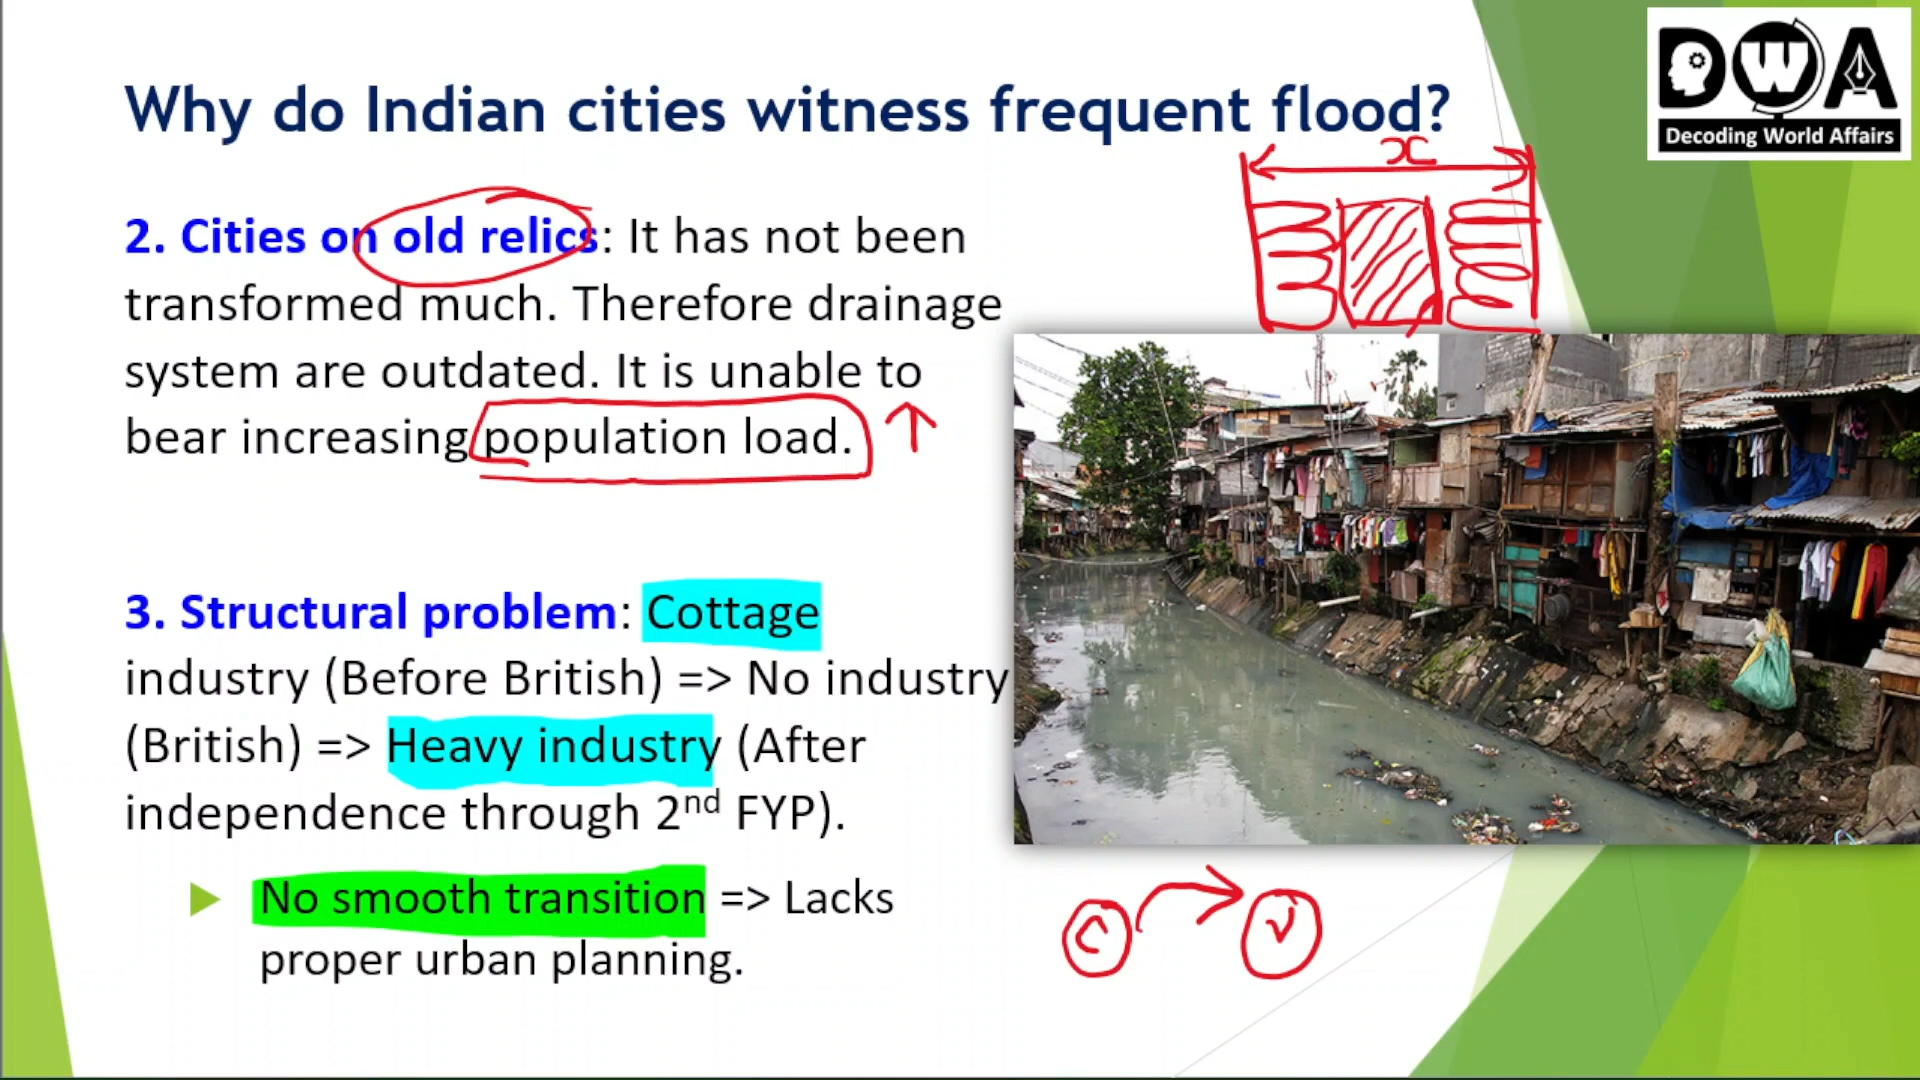 DWA
Decoding World Affairs
Why do Indian cities witness frequent flood?
x
2. Cities on old relics: It has not been
transformed much. Therefore drainage
system are outdated. It is unable to
bear increasing population load.
3. Structural problem: Cottage
industry (Before British) => No industry
(British) => Heavy industry (After
independence through 2nd FYP).
No smooth transition => Lacks
proper urban planning.
C
V